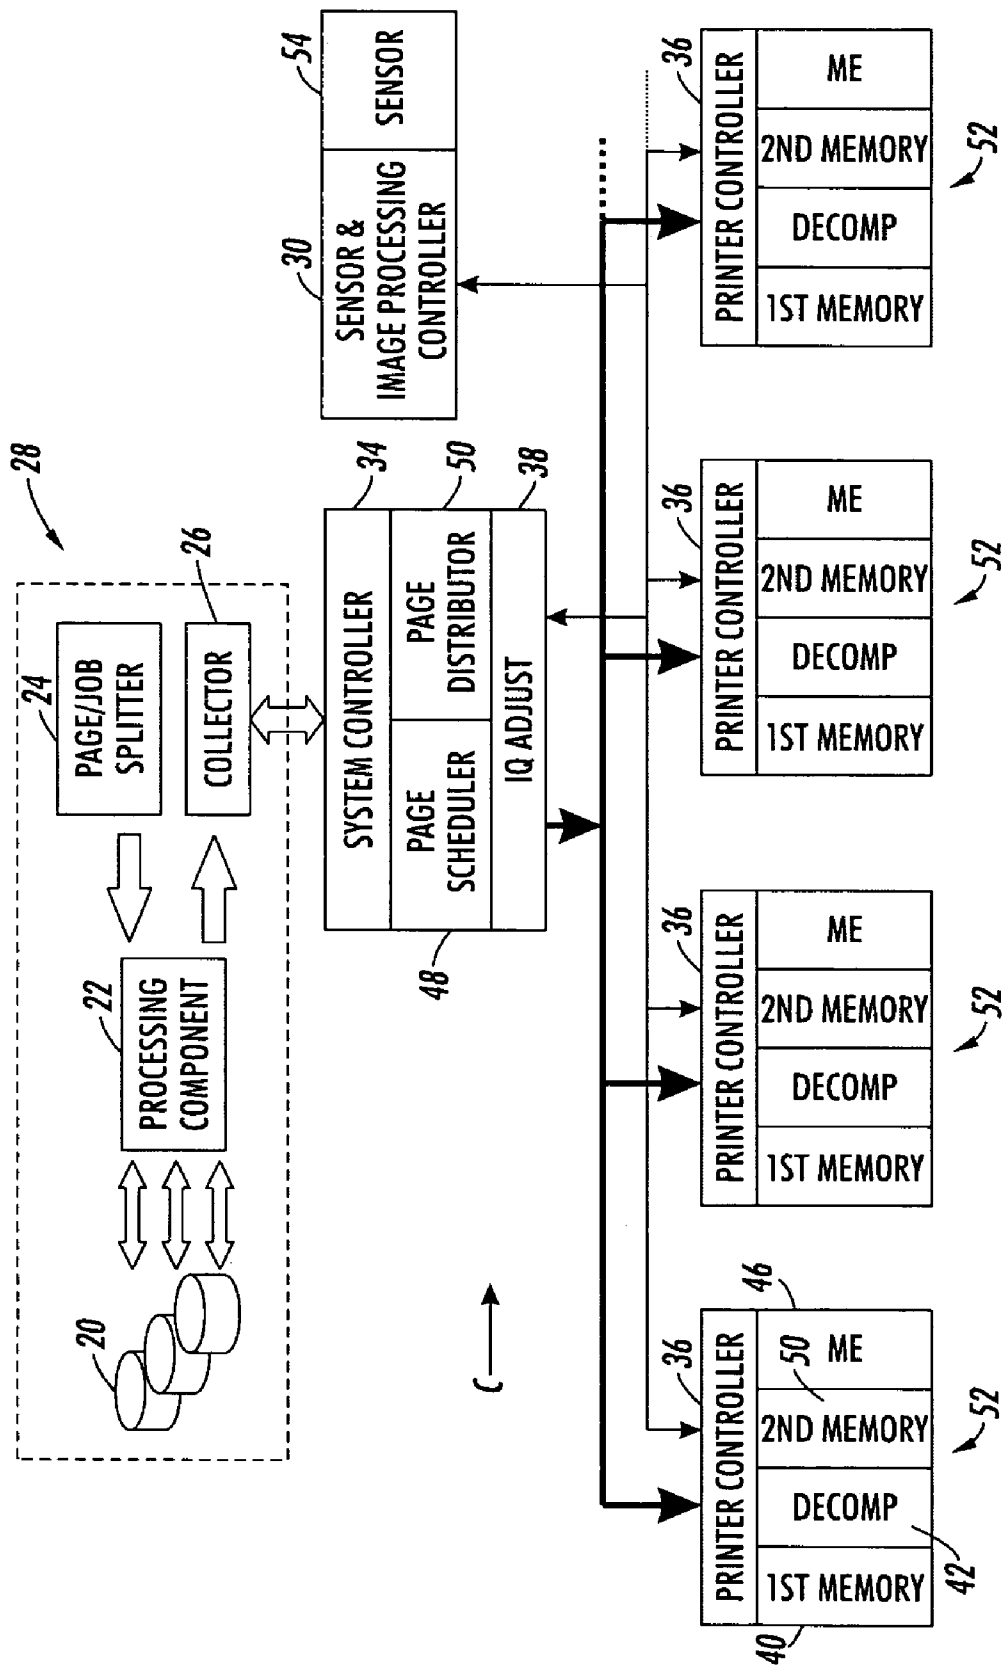 28
20
22
PROCESSING
COMPONENT
24
PAGE/JOB
SPLITTER
26
COLLECTOR
C
34
SYSTEM CONTROLLER
48
PAGE
SCHEDULER
50
PAGE
DISTRIBUTOR
38
IQ ADJUST
30
SENSOR &
IMAGE PROCESSING
CONTROLLER
54
SENSOR
36
PRINTER CONTROLLER
40
1ST MEMORY
42
DECOMP
50
2ND MEMORY
46
ME
52
36
PRINTER CONTROLLER
1ST MEMORY
DECOMP
2ND MEMORY
ME
52
36
PRINTER CONTROLLER
1ST MEMORY
DECOMP
2ND MEMORY
ME
52
36
PRINTER CONTROLLER
1ST MEMORY
DECOMP
2ND MEMORY
ME
52